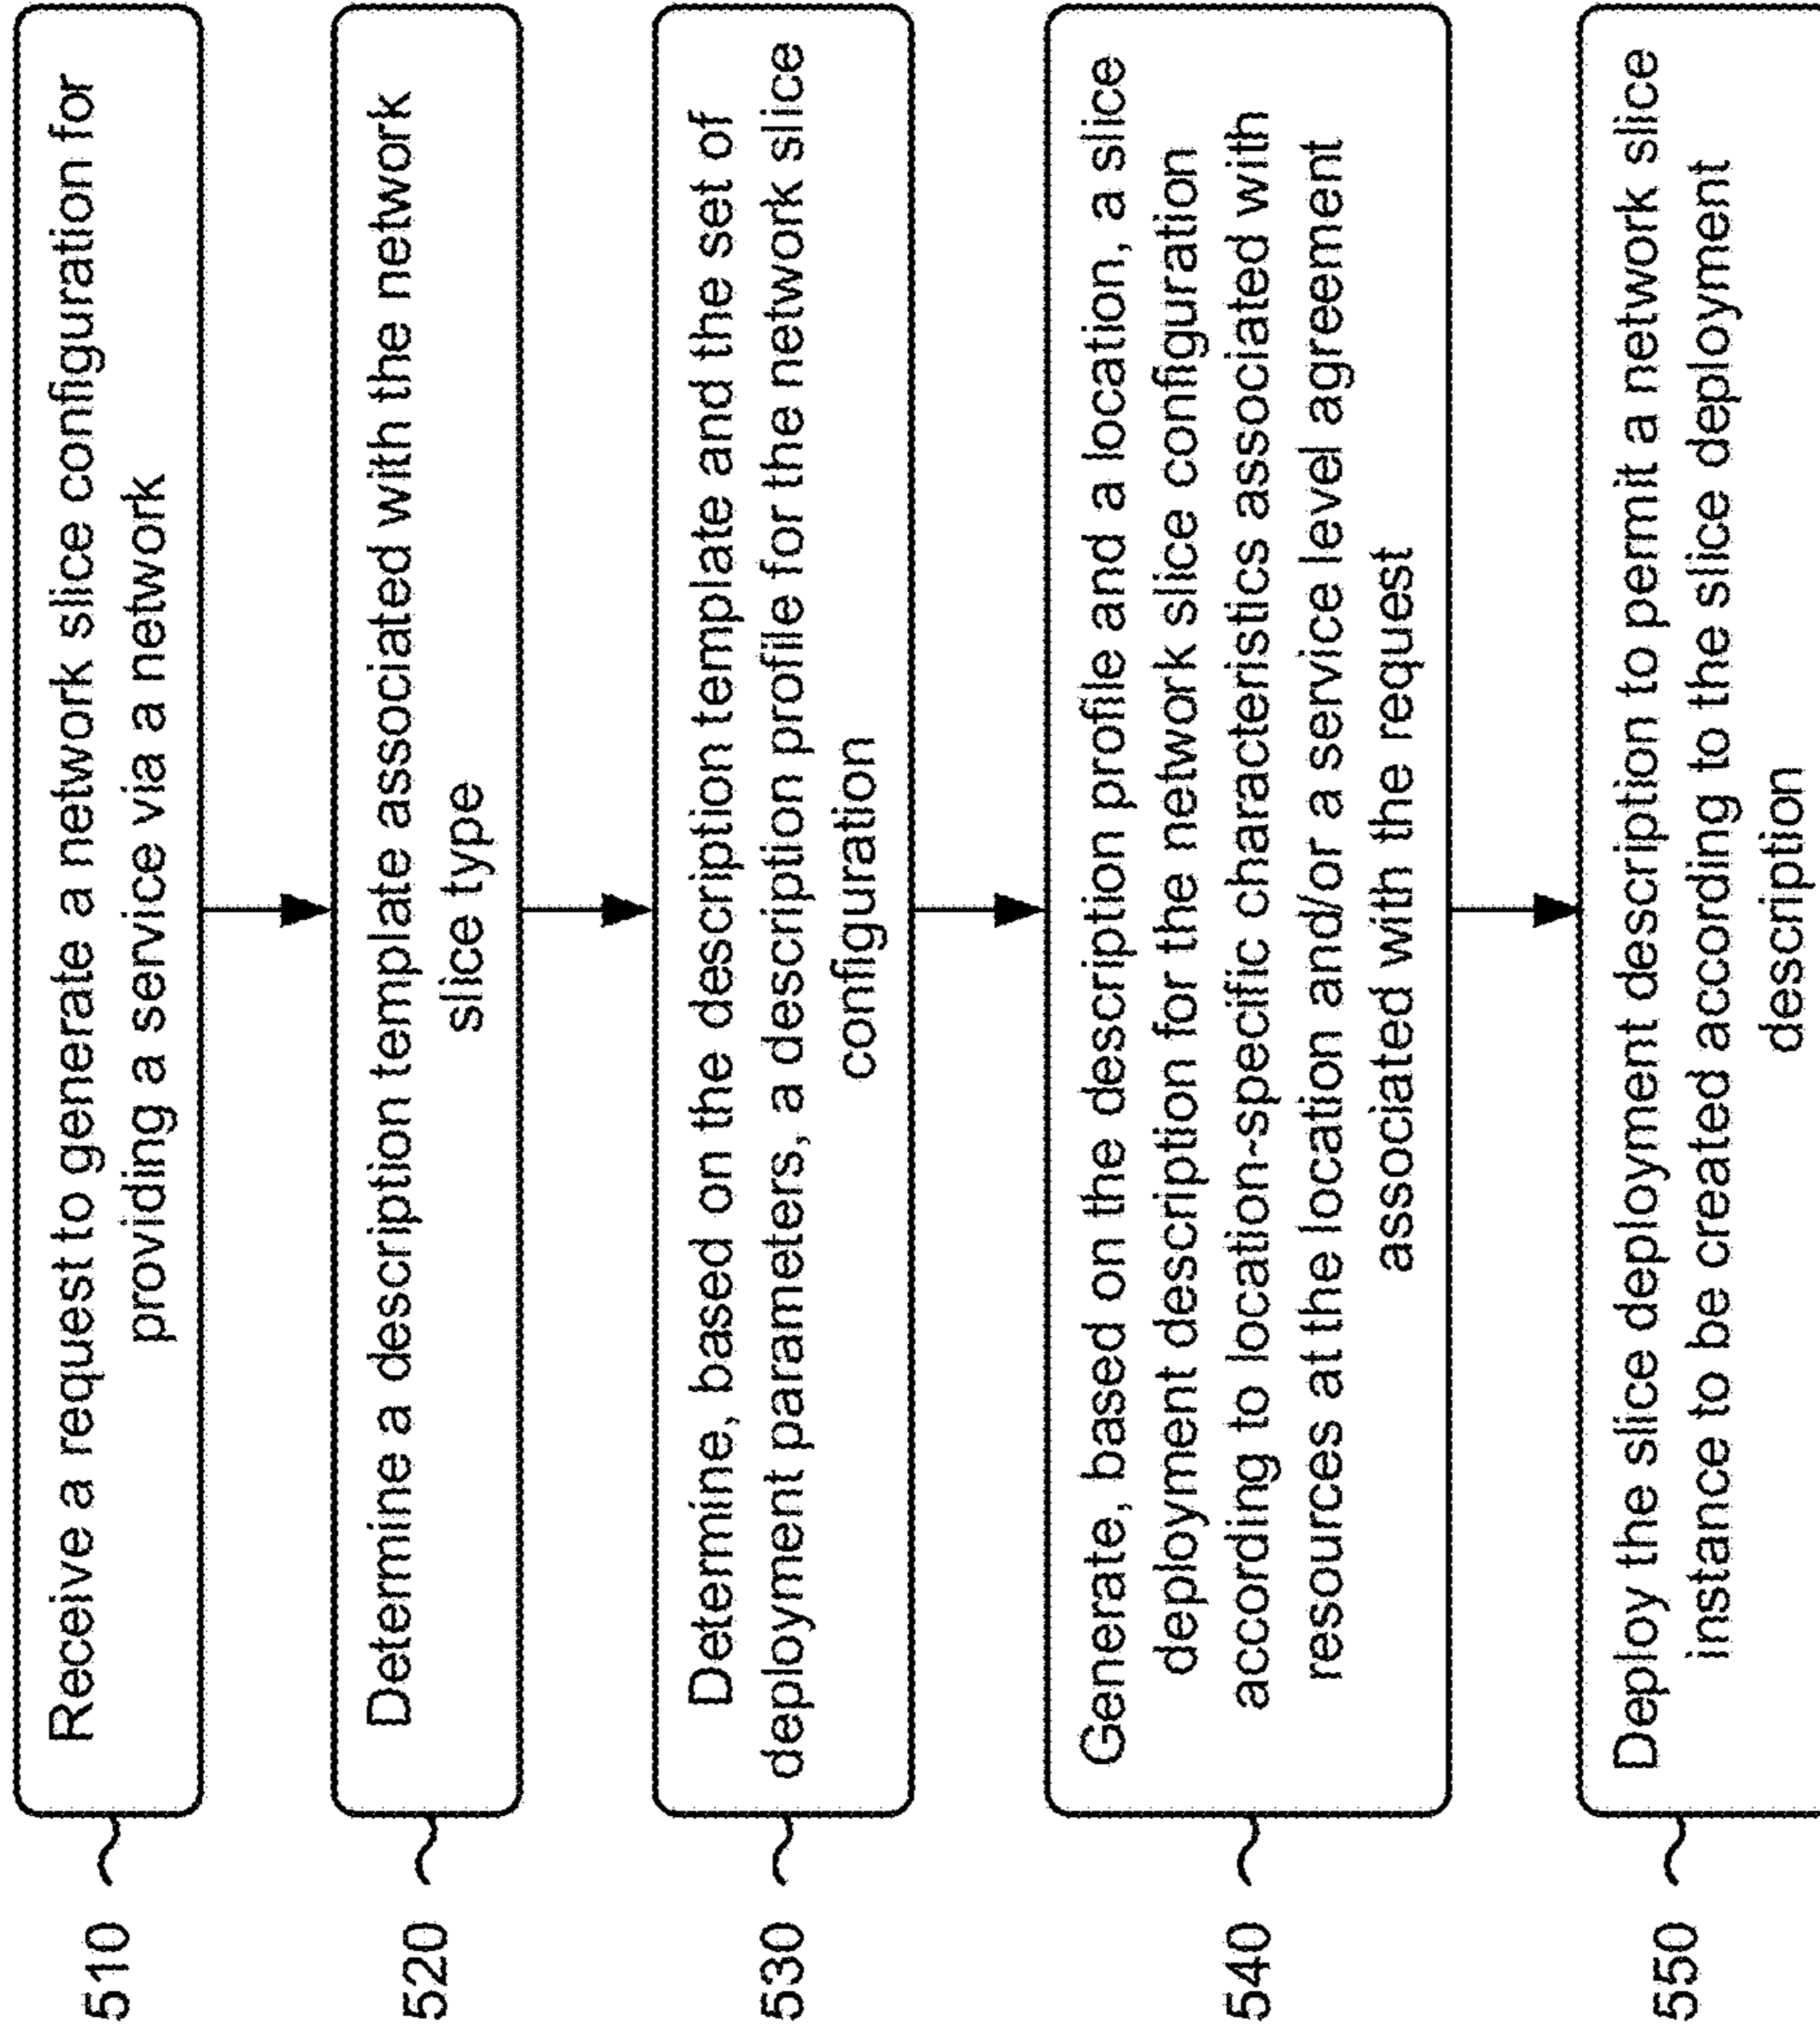 510
Receive a request to generate a network slice configuration for
providing a service via a network
520
Determine a description template associated with the network
slice type
530
Determine, based on the description template and the set of
deployment parameters, a description profile for the network slice
configuration
540
Generate, based on the description profile and a location, a slice
deployment description for the network slice configuration
according to location-specific characteristics associated with
resources at the location and/or a service level agreement
associated with the request
550
Deploy the slice deployment description to permit a network slice
instance to be created according to the slice deployment
description